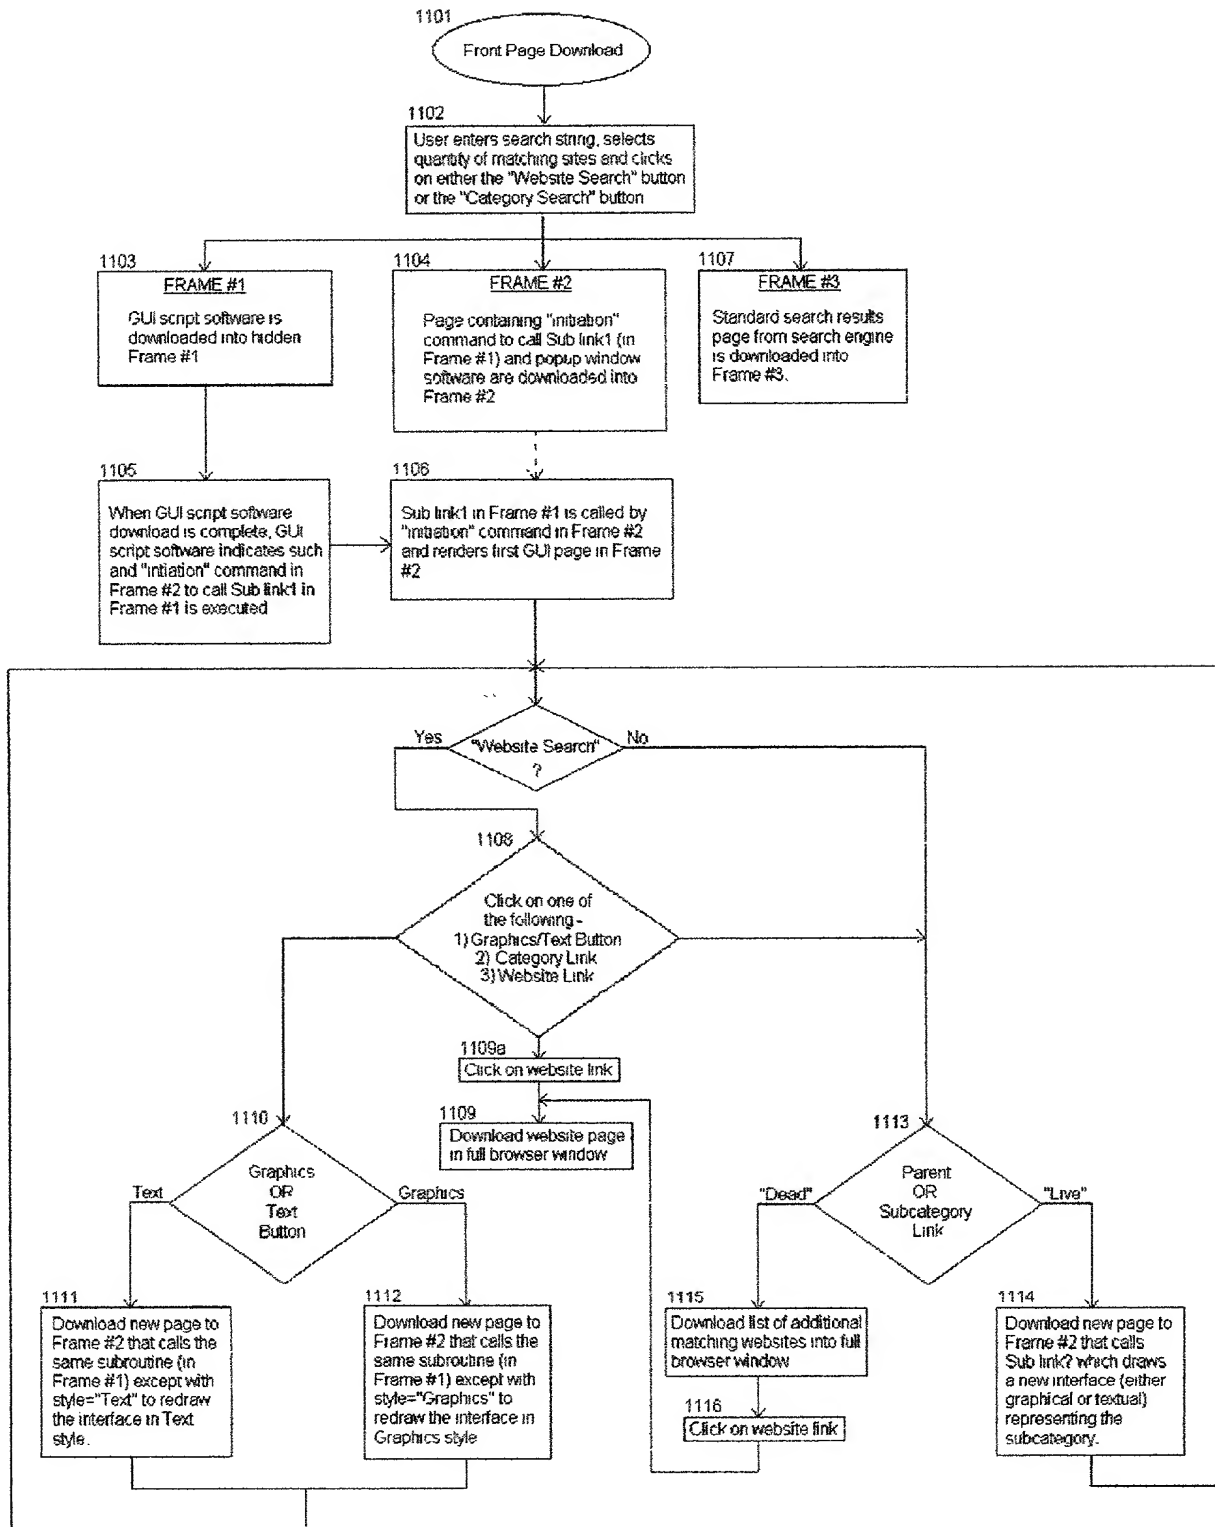 1101
Front Page Download
1102
User enters search string, selects
quantity of matching sites and clicks
on either the "Website Search" button
or the "Category Search" button
1103
FRAME #1
GUI script software is
downloaded into hidden
Frame #1
1104
FRAME #2
Page containing "initiation"
command to call Sub link1 (in
Frame #1) and popup window
software are downloaded into
Frame #2
1107
FRAME #3
Standard search results
page from search engine
is downloaded into
Frame #3.
1105
When GUI script software
download is complete, GUI
script software indicates such
and "intiation" command in
Frame #2 to call Sub link1 in
Frame #1 is executed
1106
Sub link1 in Frame #1 is called by
"initiation" command in Frame #2
and renders first GUI page in Frame
#2
"Website Search"
?
Yes
No
1108
Click on one of
the following -
1) Graphics/Text Button
2) Category Link
3) Website Link
1109a
Click on website link
1109
Download website page
in full browser window
1110
Graphics
OR
Text
Button
Text
Graphics
1113
Parent
OR
Subcategory
Link
"Dead"
"Live"
1111
Download new page to
Frame #2 that calls the
same subroutine (in
Frame #1) except with
style="Text" to redraw
the interface in Text
style.
1112
Download new page to
Frame #2 that calls the
same subroutine (in
Frame #1) except with
style="Graphics" to
redraw the interface in
Graphics style
1115
Download list of additional
matching websites into full
browser window
1116
Click on website link
1114
Download new page to
Frame #2 that calls
Sub link? which draws
a new interface (either
graphical or textual)
representing the
subcategory.